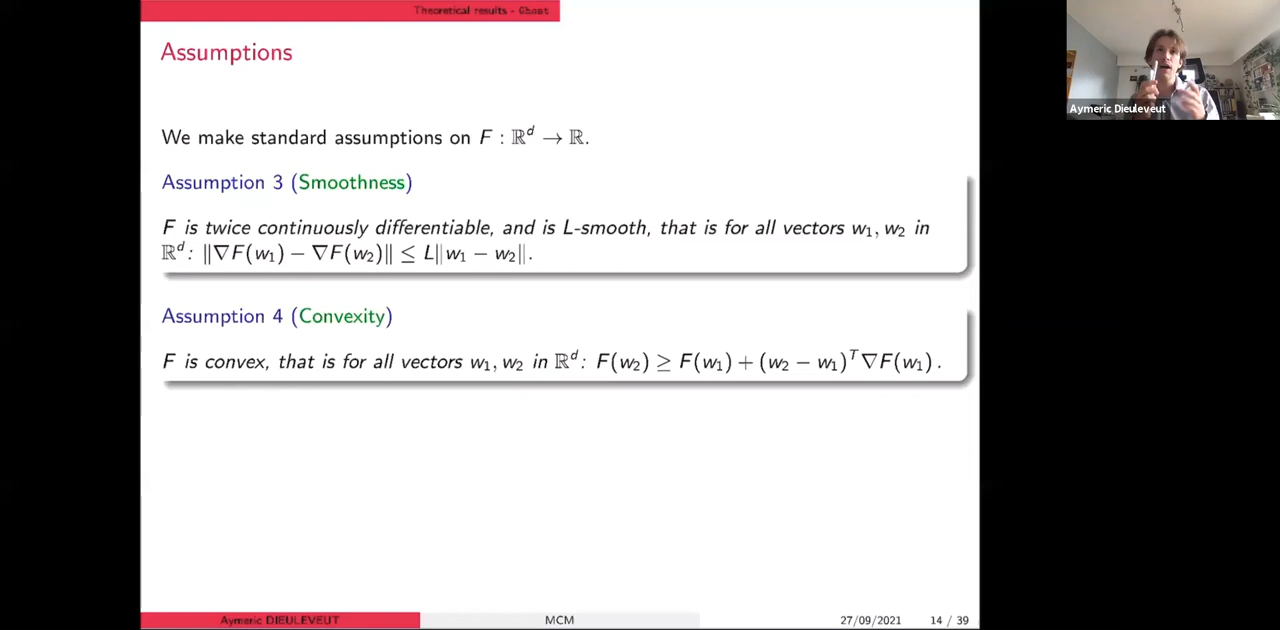 Theoretical results - Ghost
Assumptions
We make standard assumptions on F : ℝᵈ → ℝ.
Assumption 3 (Smoothness)
F is twice continuously differentiable, and is L-smooth, that is for all vectors w₁, w₂ in
ℝᵈ: ‖∇F(w₁) − ∇F(w₂)‖ ≤ L‖w₁ − w₂‖.
Assumption 4 (Convexity)
F is convex, that is for all vectors w₁, w₂ in ℝᵈ: F(w₂) ≥ F(w₁) + (w₂ − w₁)ᵀ∇F(w₁).
Aymeric DIEULEVEUT
MCM
27/09/2021
14 / 39
Aymeric Dieuleveut